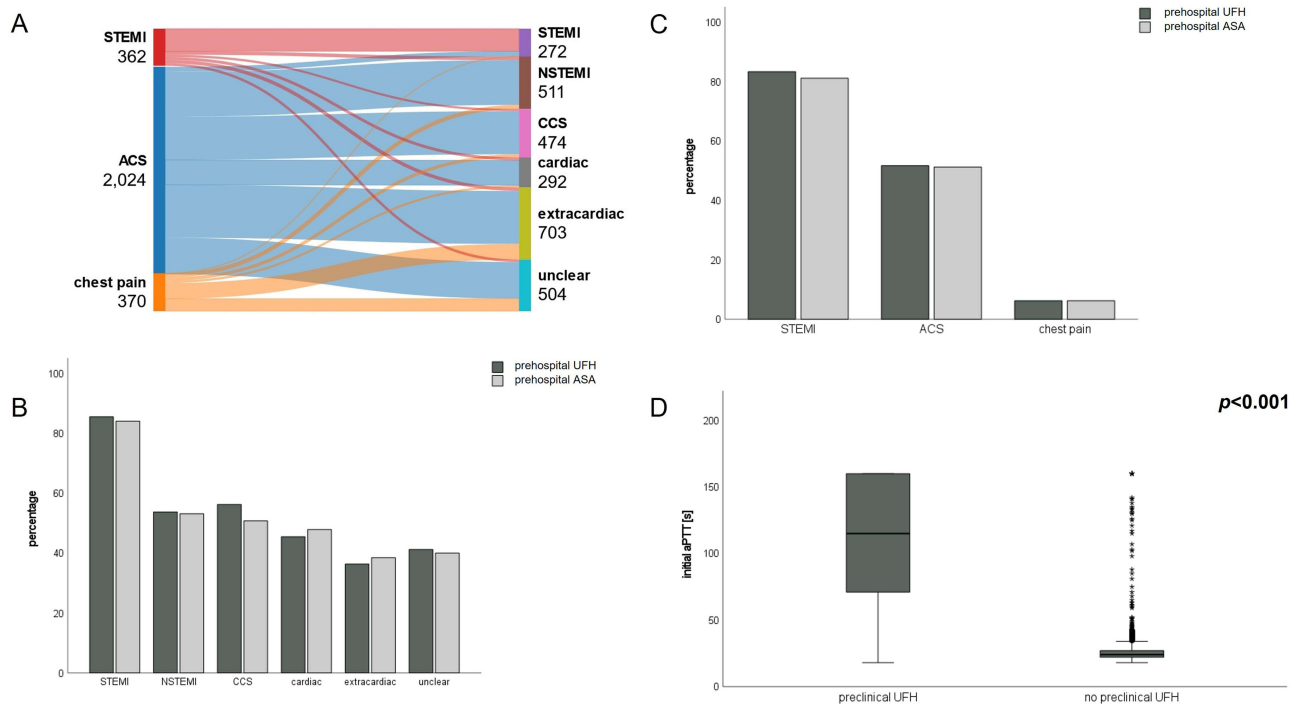 A
STEMI
362
ACS
2,024
chest pain
370
STEMI
272
NSTEMI
511
CCS
474
cardiac
292
extracardiac
703
unclear
504
C
prehospital UFH
prehospital ASA
percentage
100
80
60
40
20
0
STEMI ACS chest pain
B
prehospital UFH
prehospital ASA
percentage
100
80
60
40
20
0
STEMI NSTEMI CCS cardiac extracardiac unclear
D
p<0.001
initial aPTT [s]
200
150
100
50
0
preclinical UFH no preclinical UFH